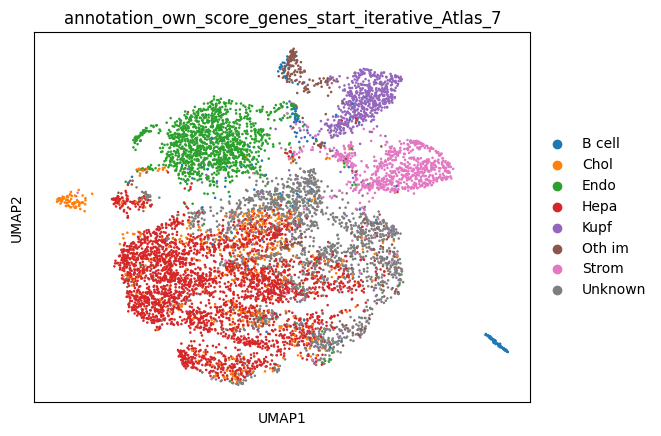 annotation_own_score_genes_start_iterative_Atlas_7
UMAP2
UMAP1
B cell
Chol
Endo
Hepa
Kupf
Oth im
Strom
Unknown